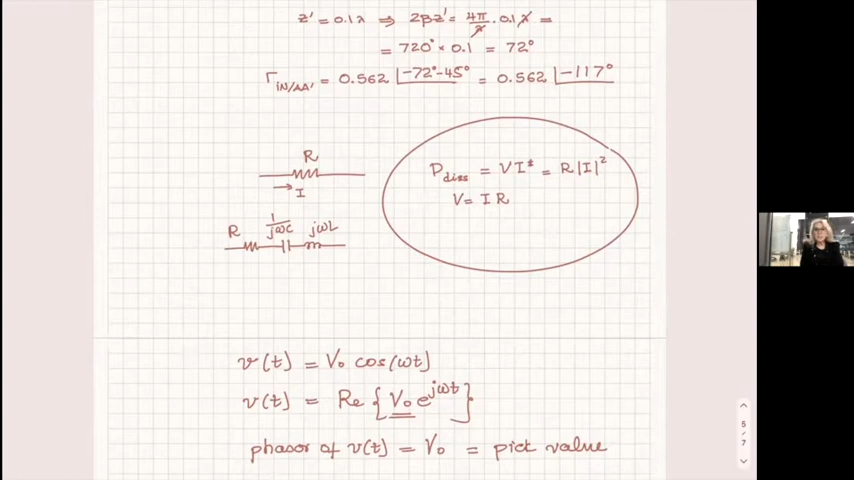 z' = 0.1λ ⇒ 2βz' = 4π/λ · 0.1λ =
= 720° × 0.1 = 72°
Γ_IN/AA' = 0.562 ∠-72°-45° = 0.562 ∠-117°
R
I
P_diss = VI* = R|I|²
V = I R
R 1/jωC jωL
v(t) = V₀ cos(ωt)
v(t) = Re { V₀ e^jωt }
phasor of v(t) = V₀ = pick value
5
7